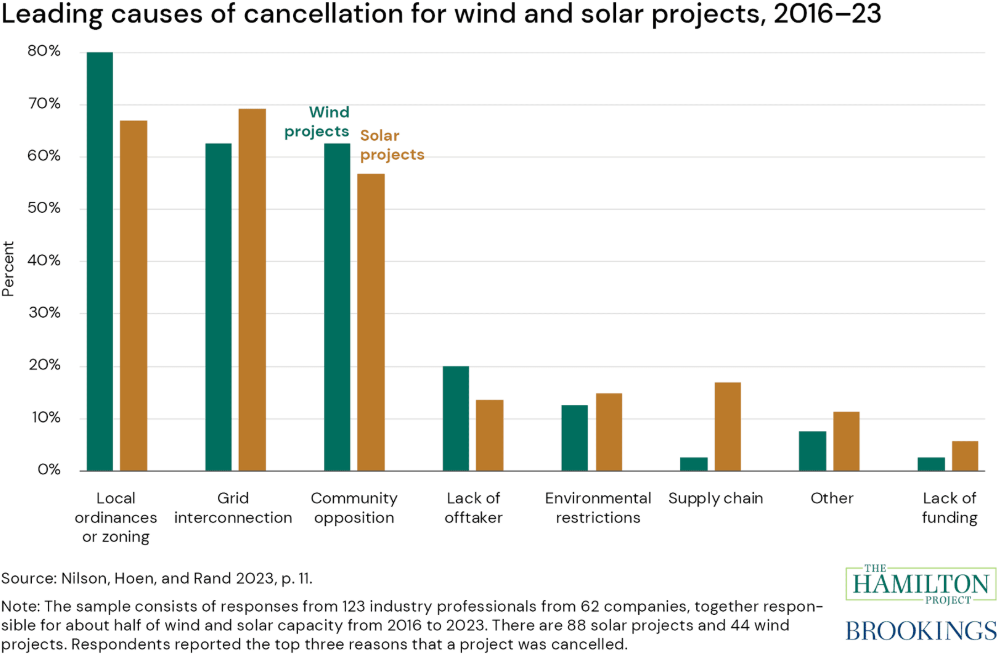 Leading causes of cancellation for wind and solar projects, 2016–23
80%
70%
60%
50%
40%
30%
20%
10%
0%
Percent
Wind
projects
Solar
projects
Local
ordinances
or zoning
Grid
interconnection
Community
opposition
Lack of
offtaker
Environmental
restrictions
Supply chain
Other
Lack of
funding
Source: Nilson, Hoen, and Rand 2023, p. 11.
Note: The sample consists of responses from 123 industry professionals from 62 companies, together respon-
sible for about half of wind and solar capacity from 2016 to 2023. There are 88 solar projects and 44 wind
projects. Respondents reported the top three reasons that a project was cancelled.
THE
HAMILTON
PROJECT
BROOKINGS